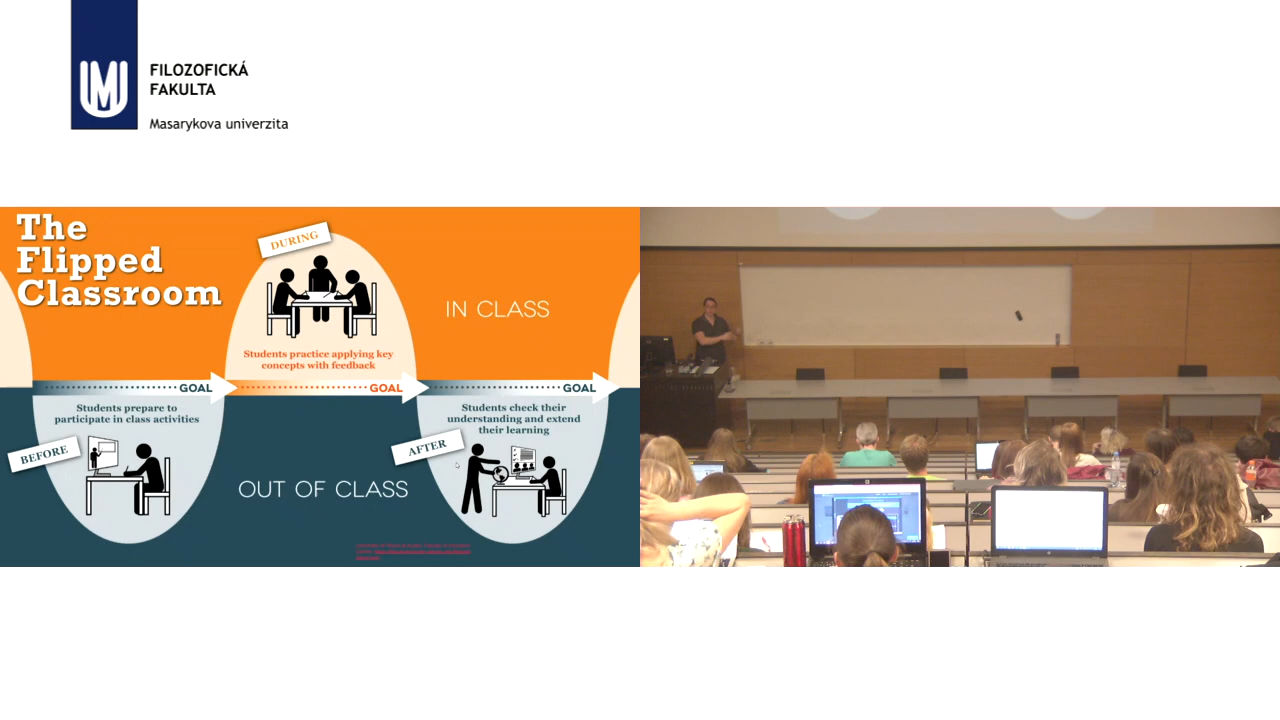 FILOZOFICKÁ
FAKULTA
Masarykova univerzita
The
Flipped
Classroom
DURING
IN CLASS
Students practice applying key
concepts with feedback
GOAL
GOAL
GOAL
Students prepare to
participate in class activities
BEFORE
Students check their
understanding and extend
their learning
AFTER
OUT OF CLASS